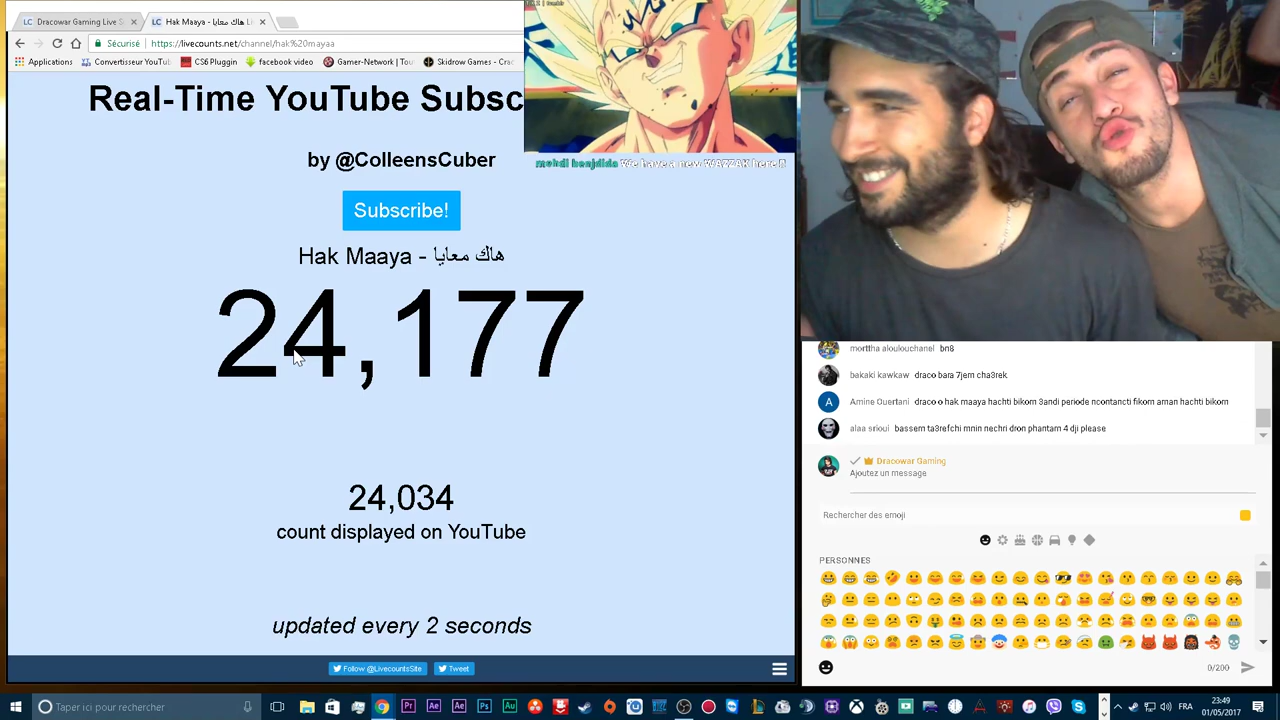 Dracowar Gaming Live S
Hak Maaya - هاك معايا Li
Sécurisé https://livecounts.net/channel/hak%20mayaa
Applications Convertisseur YouTub CS6 Pluggin facebook video Gamer-Network | Tou Skidrow Games - Crac
Real-Time YouTube Subsc
by @ColleensCuber
Subscribe!
Hak Maaya - هاك معايا
24,177
24,034
count displayed on YouTube
updated every 2 seconds
Follow @LivecountsSite Tweet
mehdi benjdida We have a new WAZZAK here !
morttha aloulouchanel bn8
bakaki kawkaw draco bara 7jem cha3rek
Amine Ouertani draco o hak maaya hachti bikom 3andi periode ncontancti fikom aman hachti bikom
A
alaa srioui bassem ta3refchi mnin nechri dron phantam 4 dji please
Dracowar Gaming
Ajoutez un message
Rechercher des emoji
PERSONNES
0/200
Taper ici pour rechercher
FRA
23:49
01/05/2017